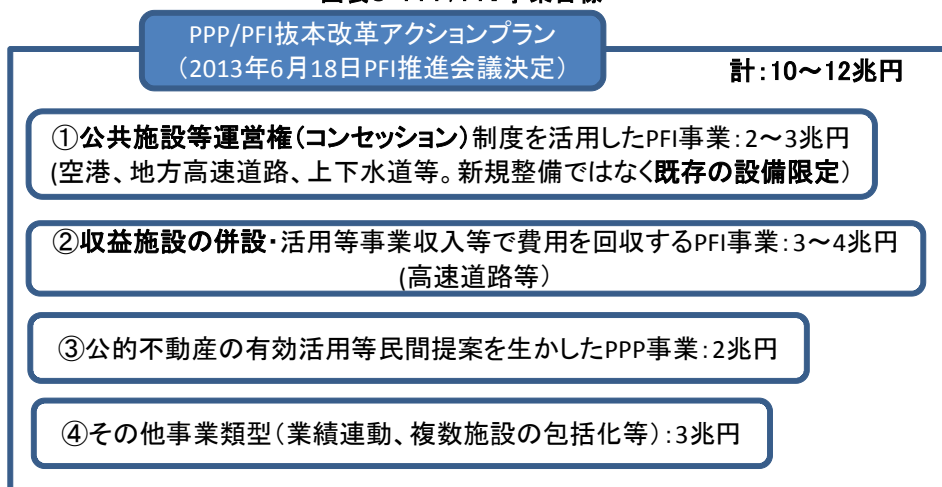 PPP/PFI抜本改革アクションプラン
（2013年6月18日PFI推進会議決定）
計：10～12兆円
①公共施設等運営権（コンセッション）制度を活用したPFI事業：2～3兆円
(空港、地方高速道路、上下水道等。新規整備ではなく既存の設備限定）
②収益施設の併設・活用等事業収入等で費用を回収するPFI事業：3～4兆円
(高速道路等）
③公的不動産の有効活用等民間提案を生かしたPPP事業：2兆円
④その他事業類型（業績連動、複数施設の包括化等）：3兆円